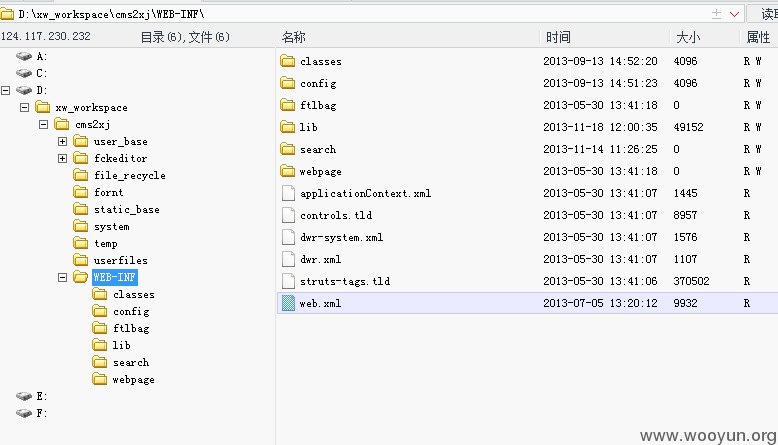 D:\xw_workspace\cms2xj\WEB-INF\ 读取
124.117.230.232 目录(6),文件(6) 名称 时间 大小 属性
A:
C:
D:
xw_workspace
cms2xj
user_base
fckeditor
file_recycle
fornt
static_base
system
temp
userfiles
WEB-INF
classes
config
ftlbag
lib
search
webpage
E:
F:
classes 2013-09-13 14:52:20 4096 R W
config 2013-09-13 14:51:23 4096 R W
ftlbag 2013-05-30 13:41:18 0 R W
lib 2013-11-18 12:00:35 49152 R W
search 2013-11-14 11:26:25 0 R W
webpage 2013-05-30 13:41:18 0 R W
applicationContext.xml 2013-05-30 13:41:07 1445 R
controls.tld 2013-05-30 13:41:07 8957 R
dwr-system.xml 2013-05-30 13:41:07 1576 R
dwr.xml 2013-05-30 13:41:07 1107 R
struts-tags.tld 2013-05-30 13:41:06 370502 R
web.xml 2013-07-05 13:20:12 9932 R
www.wooyun.org